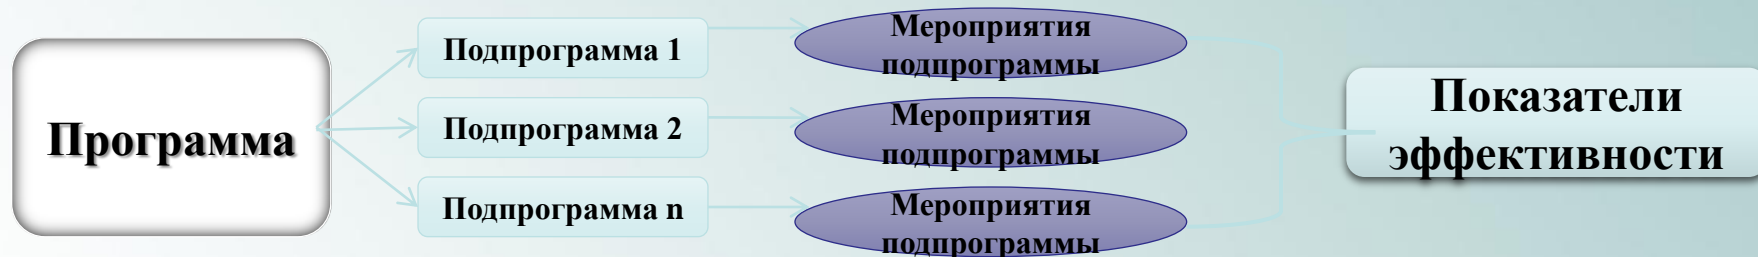 Программа
Подпрограмма 1
Мероприятия
подпрограммы
Подпрограмма 2
Мероприятия
подпрограммы
Подпрограмма n
Мероприятия
подпрограммы
Показатели
эффективности